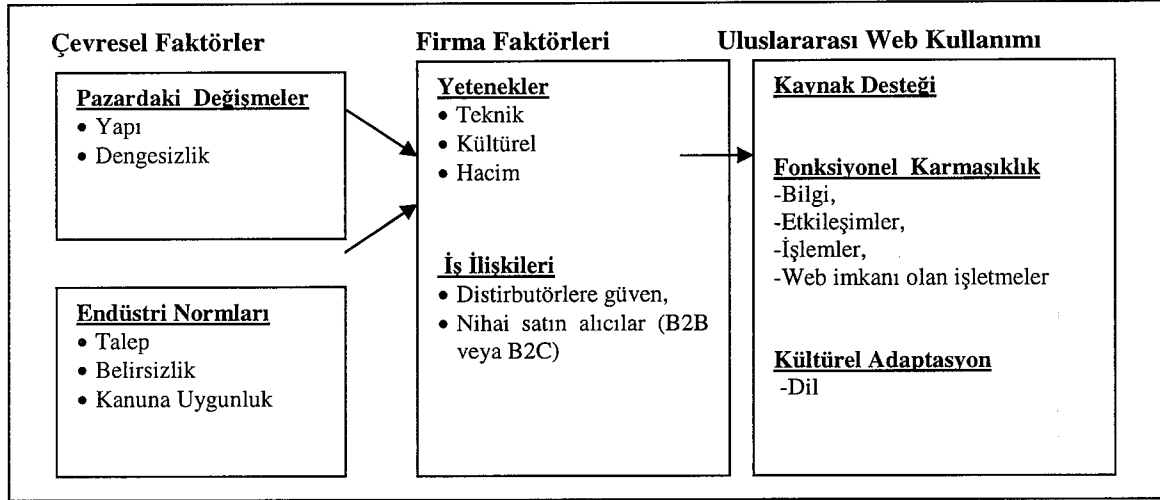 Çevresel Faktörler
Pazardaki Değişmeler
• Yapı
• Dengesizlik
Endüstri Normları
• Talep
• Belirsizlik
• Kanuna Uygunluk
Firma Faktörleri
Yetenekler
• Teknik
• Kültürel
• Hacim
İş İlişkileri
• Distirbutörlere güven,
• Nihai satın alıcılar (B2B
veya B2C)
Uluslararası Web Kullanımı
Kaynak Desteği
Fonksiyonel Karmaşıklık
-Bilgi,
-Etkileşimler,
-İşlemler,
-Web imkanı olan işletmeler
Kültürel Adaptasyon
-Dil